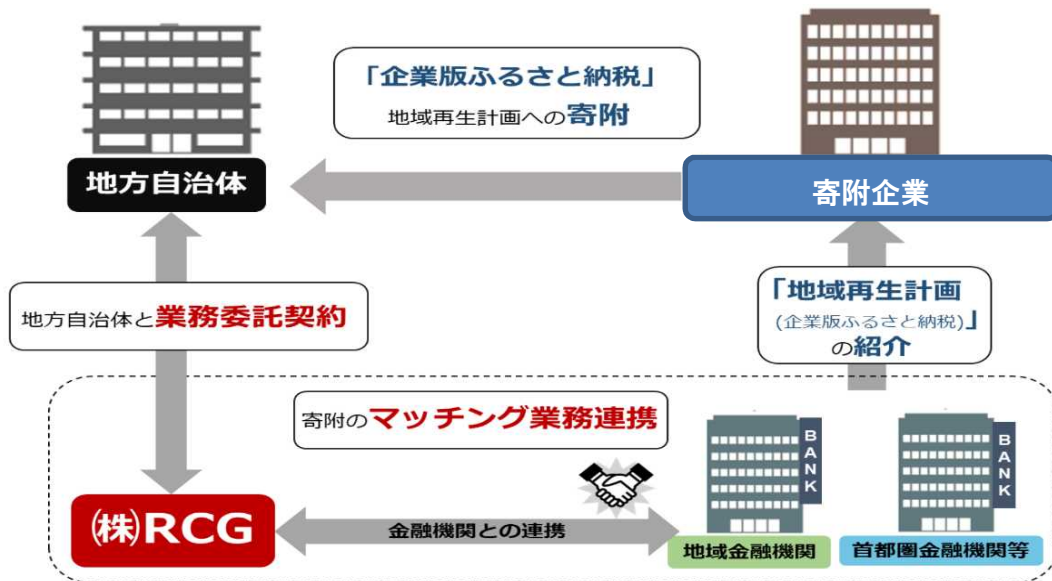 「企業版ふるさと納税」
地域再生計画への寄附
地方自治体
寄附企業
地方自治体と業務委託契約
「地域再生計画
(企業版ふるさと納税)」
の紹介
寄附のマッチング業務連携
BANK
BANK
㈱RCG
金融機関との連携
地域金融機関
首都圏金融機関等